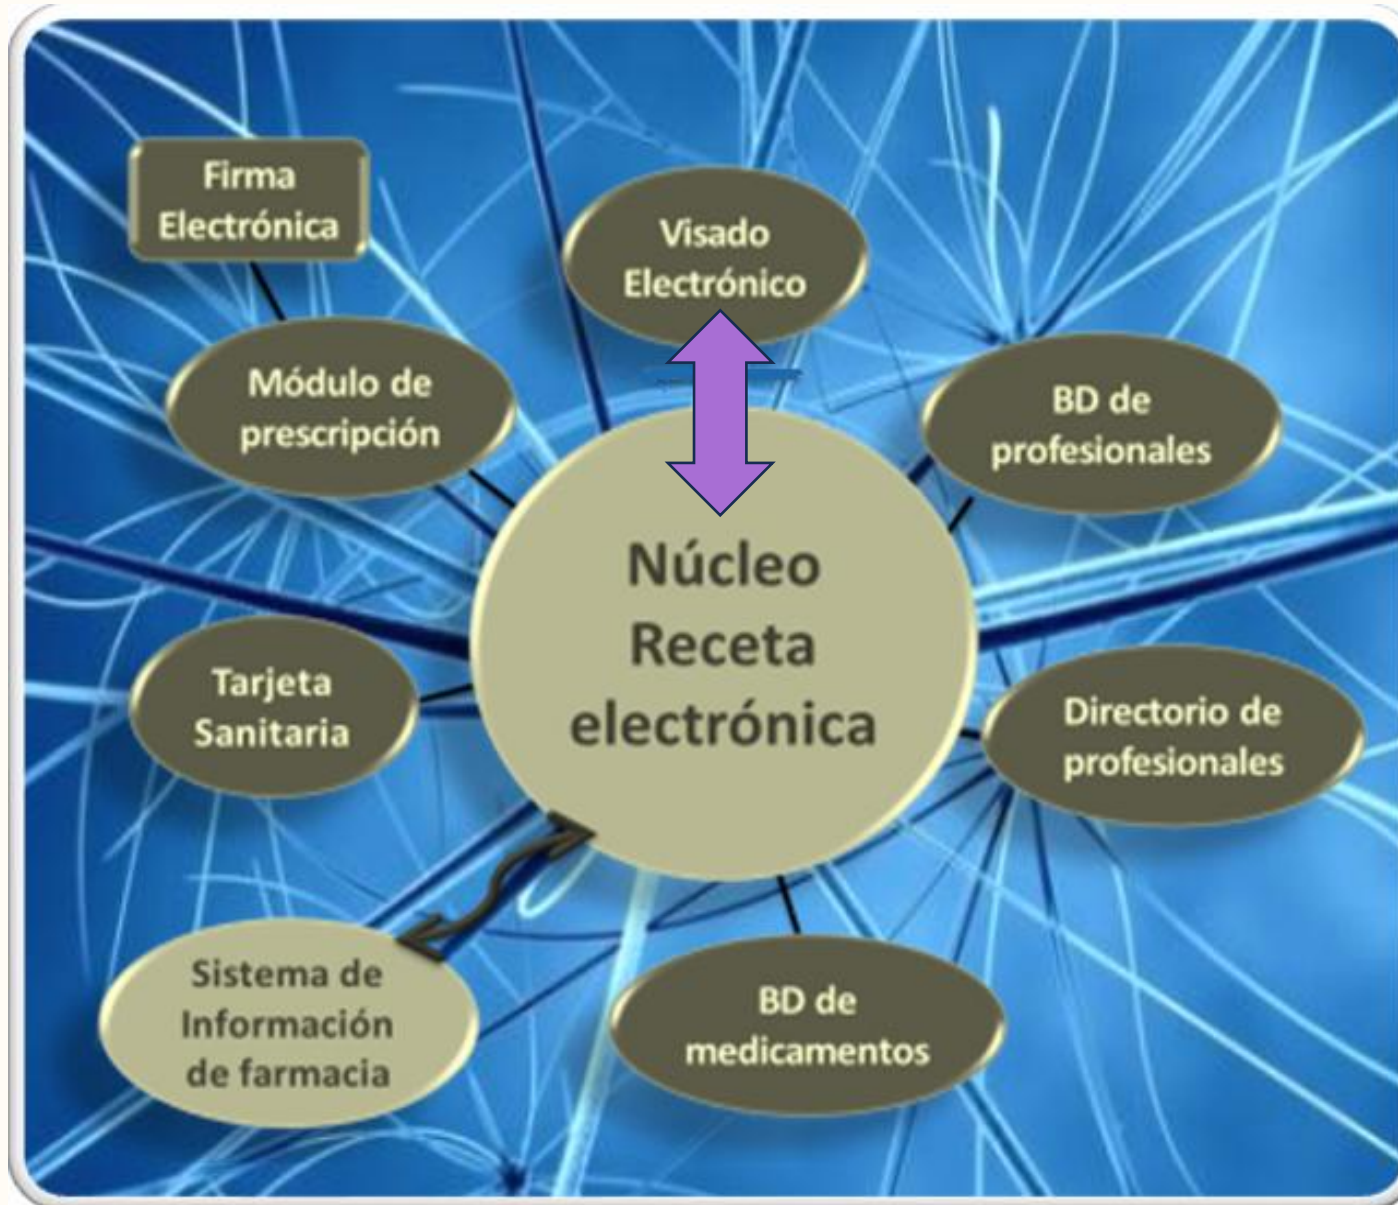 Firma
Electrónica
Visado
Electrónico
Módulo de
prescripción
BD de
profesionales
Núcleo
Receta
electrónica
Tarjeta
Sanitaria
Directorio de
profesionales
Sistema de
Información
de farmacia
BD de
medicamentos